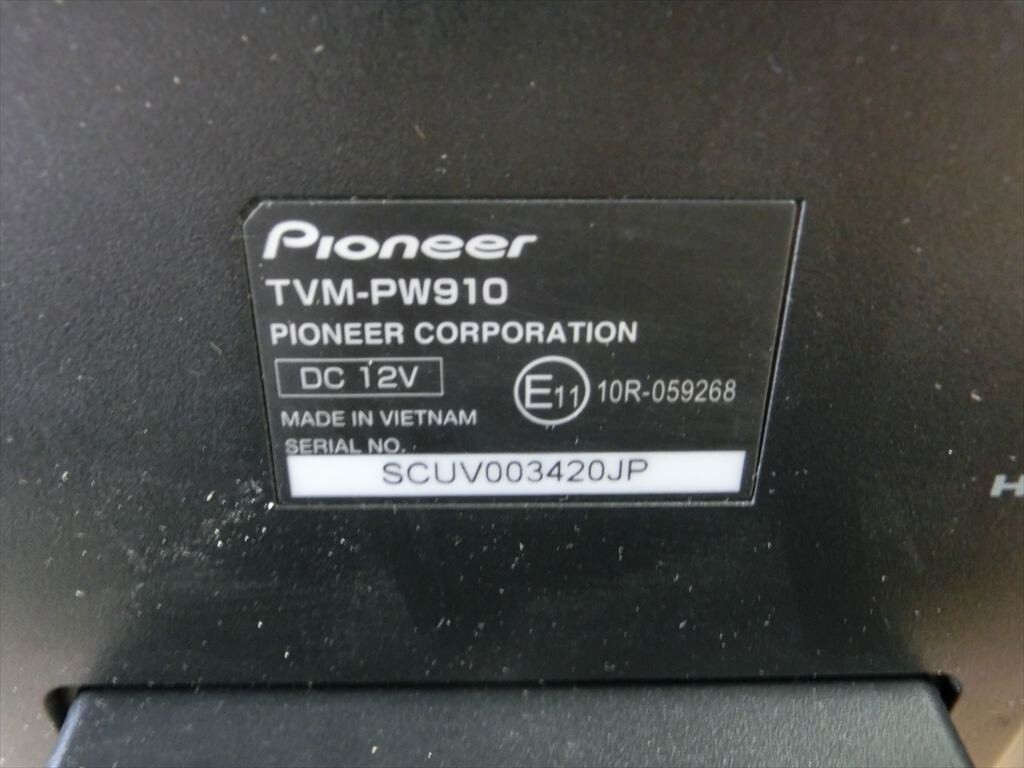 Pioneer
TVM-PW910
PIONEER CORPORATION
DC 12V
E11 10R-059268
MADE IN VIETNAM
SERIAL NO.
SCUV003420JP